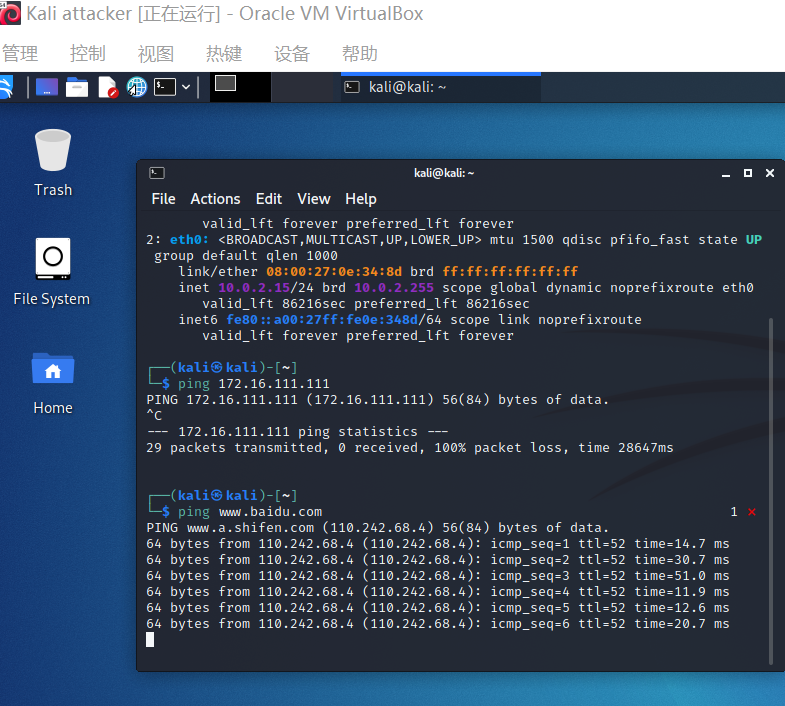 Kali attacker [正在运行] - Oracle VM VirtualBox
管理 控制 视图 热键 设备 帮助
kali@kali: ~
Trash
File System
Home
kali@kali: ~
File Actions Edit View Help
valid_lft forever preferred_lft forever
2: eth0: <BROADCAST,MULTICAST,UP,LOWER_UP> mtu 1500 qdisc pfifo_fast state UP
group default qlen 1000
link/ether 08:00:27:0e:34:8d brd ff:ff:ff:ff:ff:ff
inet 10.0.2.15/24 brd 10.0.2.255 scope global dynamic noprefixroute eth0
valid_lft 86216sec preferred_lft 86216sec
inet6 fe80::a00:27ff:fe0e:348d/64 scope link noprefixroute
valid_lft forever preferred_lft forever
┌──(kali㉿kali)-[~]
└─$ ping 172.16.111.111
PING 172.16.111.111 (172.16.111.111) 56(84) bytes of data.
^C
--- 172.16.111.111 ping statistics ---
29 packets transmitted, 0 received, 100% packet loss, time 28647ms
┌──(kali㉿kali)-[~]
└─$ ping www.baidu.com 1 ⨯
PING www.a.shifen.com (110.242.68.4) 56(84) bytes of data.
64 bytes from 110.242.68.4 (110.242.68.4): icmp_seq=1 ttl=52 time=14.7 ms
64 bytes from 110.242.68.4 (110.242.68.4): icmp_seq=2 ttl=52 time=30.7 ms
64 bytes from 110.242.68.4 (110.242.68.4): icmp_seq=3 ttl=52 time=51.0 ms
64 bytes from 110.242.68.4 (110.242.68.4): icmp_seq=4 ttl=52 time=11.9 ms
64 bytes from 110.242.68.4 (110.242.68.4): icmp_seq=5 ttl=52 time=12.6 ms
64 bytes from 110.242.68.4 (110.242.68.4): icmp_seq=6 ttl=52 time=20.7 ms